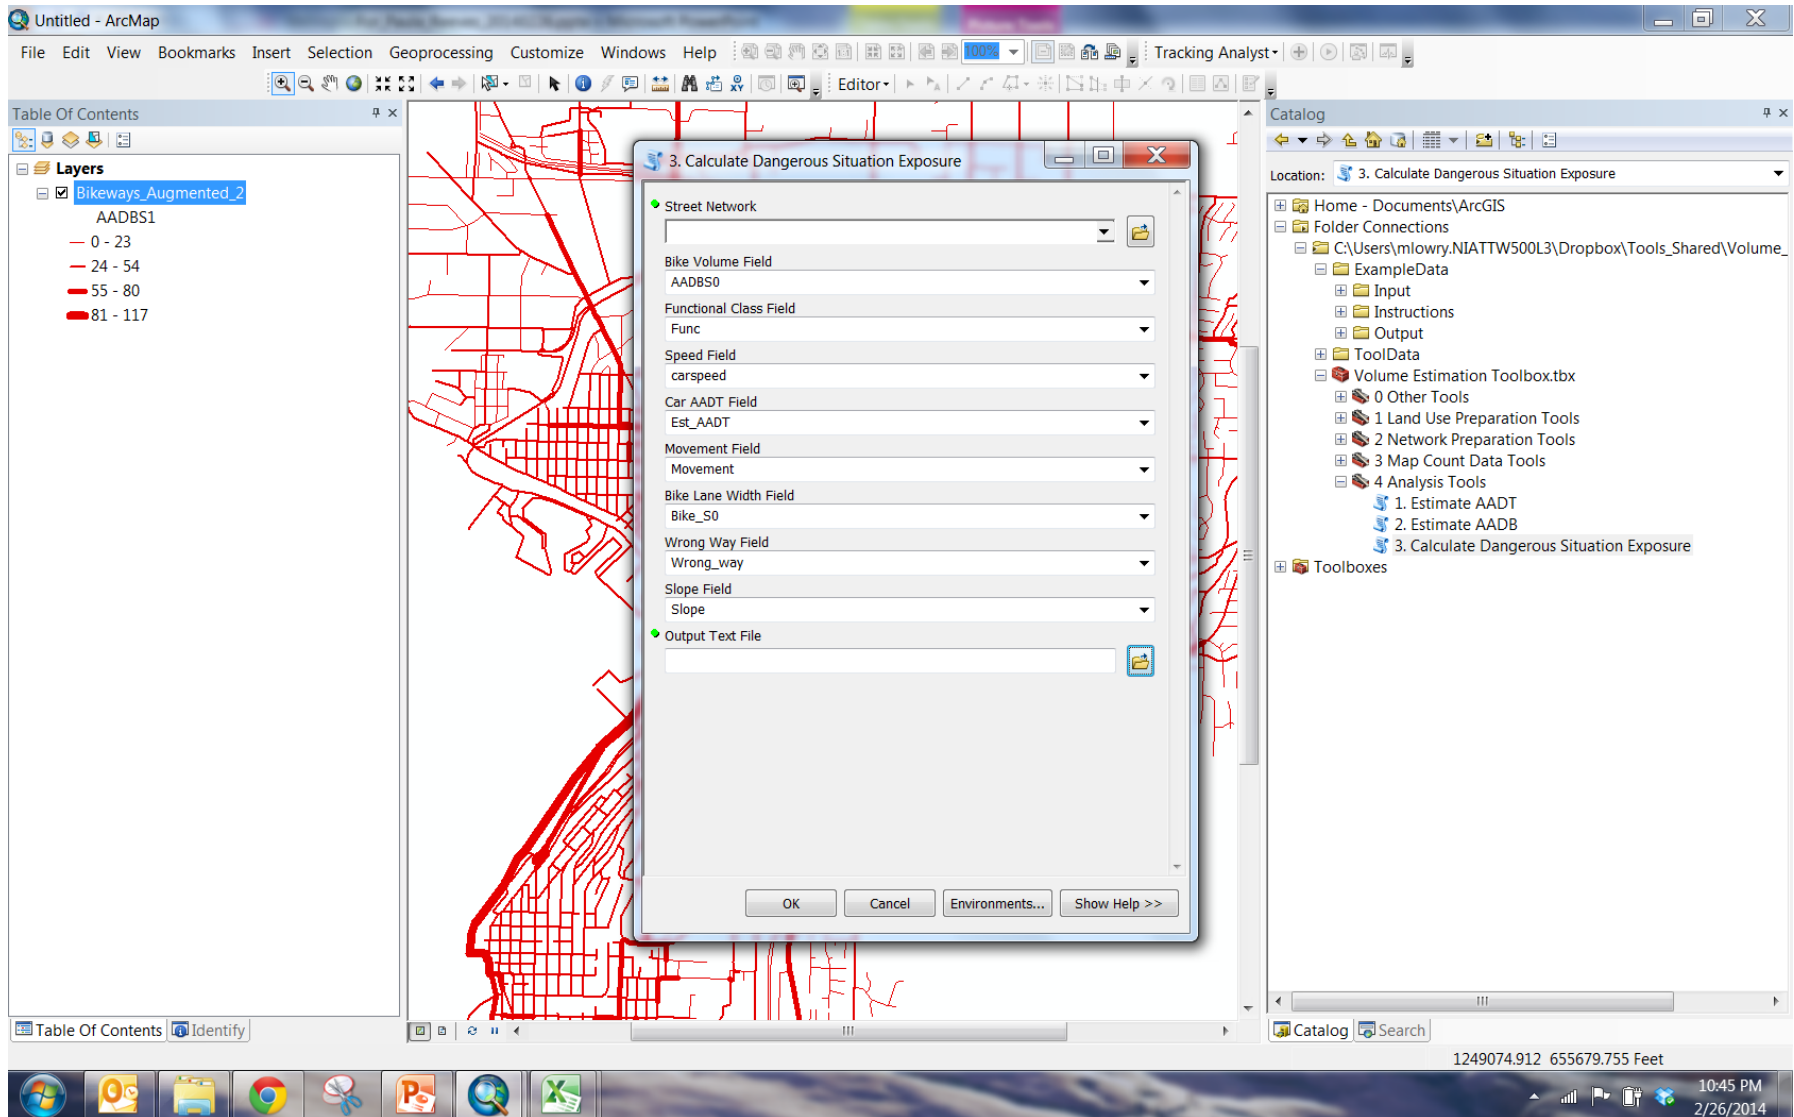 Untitled - ArcMap
File Edit View Bookmarks Insert Selection Geoprocessing Customize Windows Help 100% Tracking Analyst
Editor
Table Of Contents
Layers
Bikeways_Augmented_2
AADBS1
0 - 23
24 - 54
55 - 80
81 - 117
Table Of Contents Identify
3. Calculate Dangerous Situation Exposure
Street Network
Bike Volume Field
AADBS0
Functional Class Field
Func
Speed Field
carspeed
Car AADT Field
Est_AADT
Movement Field
Movement
Bike Lane Width Field
Bike_S0
Wrong Way Field
Wrong_way
Slope Field
Slope
Output Text File
OK Cancel Environments... Show Help >>
Catalog
Location: 3. Calculate Dangerous Situation Exposure
Home - Documents\ArcGIS
Folder Connections
C:\Users\mlowry.NIATTW500L3\Dropbox\Tools_Shared\Volume_
ExampleData
Input
Instructions
Output
ToolData
Volume Estimation Toolbox.tbx
0 Other Tools
1 Land Use Preparation Tools
2 Network Preparation Tools
3 Map Count Data Tools
4 Analysis Tools
1. Estimate AADT
2. Estimate AADB
3. Calculate Dangerous Situation Exposure
Toolboxes
Catalog Search
1249074.912 655679.755 Feet
10:45 PM
2/26/2014